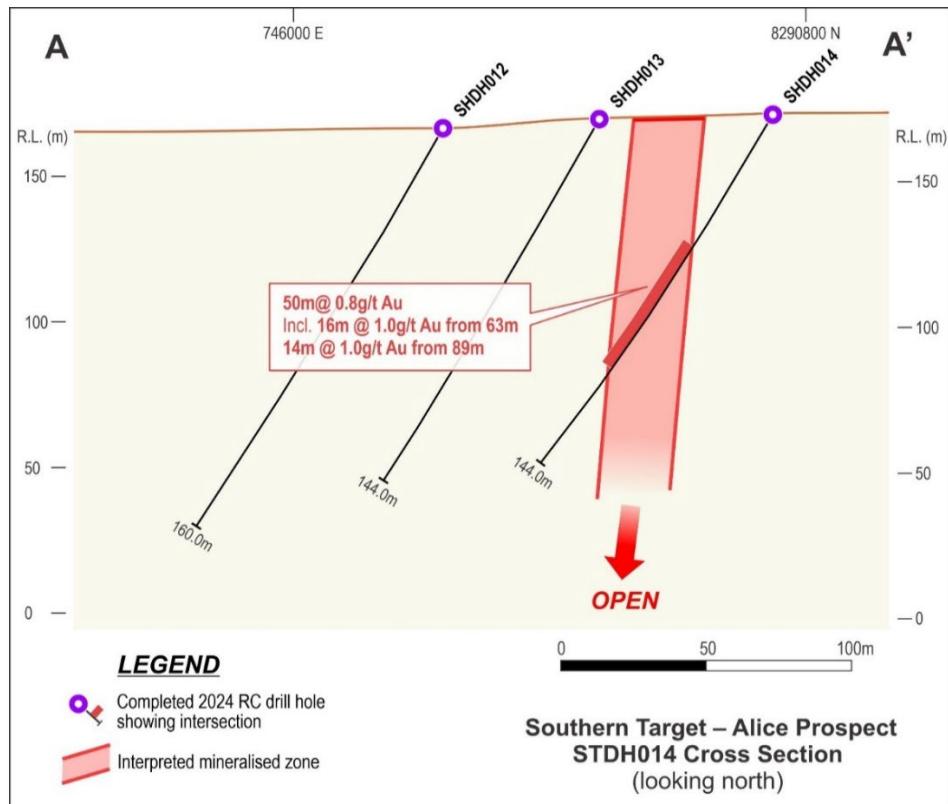 A
746000 E
8290800 N
A’
SHDH012
SHDH013
SHDH014
R.L. (m)
R.L. (m)
150
150
100
100
50
50
0
0
50m@ 0.8g/t Au
Incl. 16m @ 1.0g/t Au from 63m
14m @ 1.0g/t Au from 89m
160.0m
144.0m
144.0m
OPEN
0 50 100m
LEGEND
Completed 2024 RC drill hole
showing intersection
Interpreted mineralised zone
Southern Target – Alice Prospect
STDH014 Cross Section
(looking north)